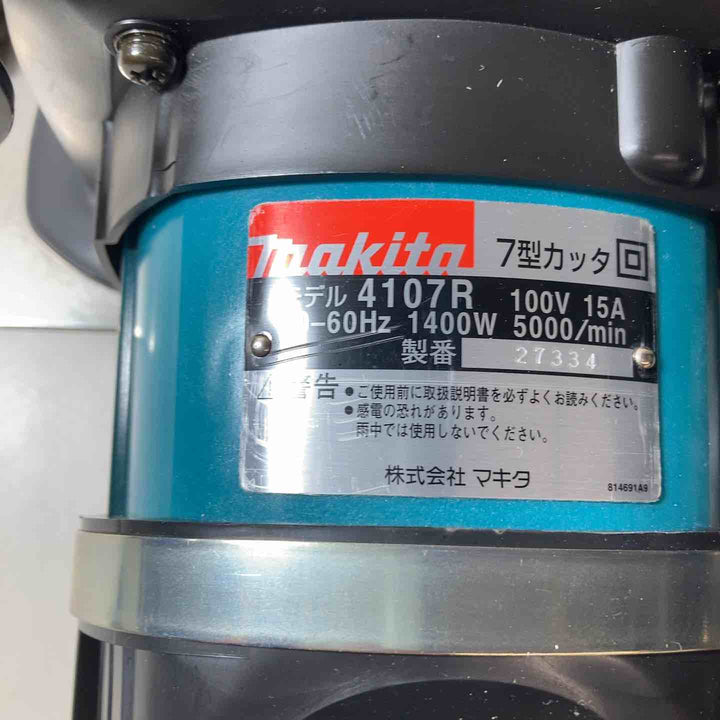 makita 7型カッタ
モデル 4107R 100V 15A
-60Hz 1400W 5000/min
製番 27334
警告 ●ご使用前に取扱説明書を必ずよくお読みください。
●感電の恐れがあります。
雨中では使用しないでください。
株式会社 マキタ
814691A9